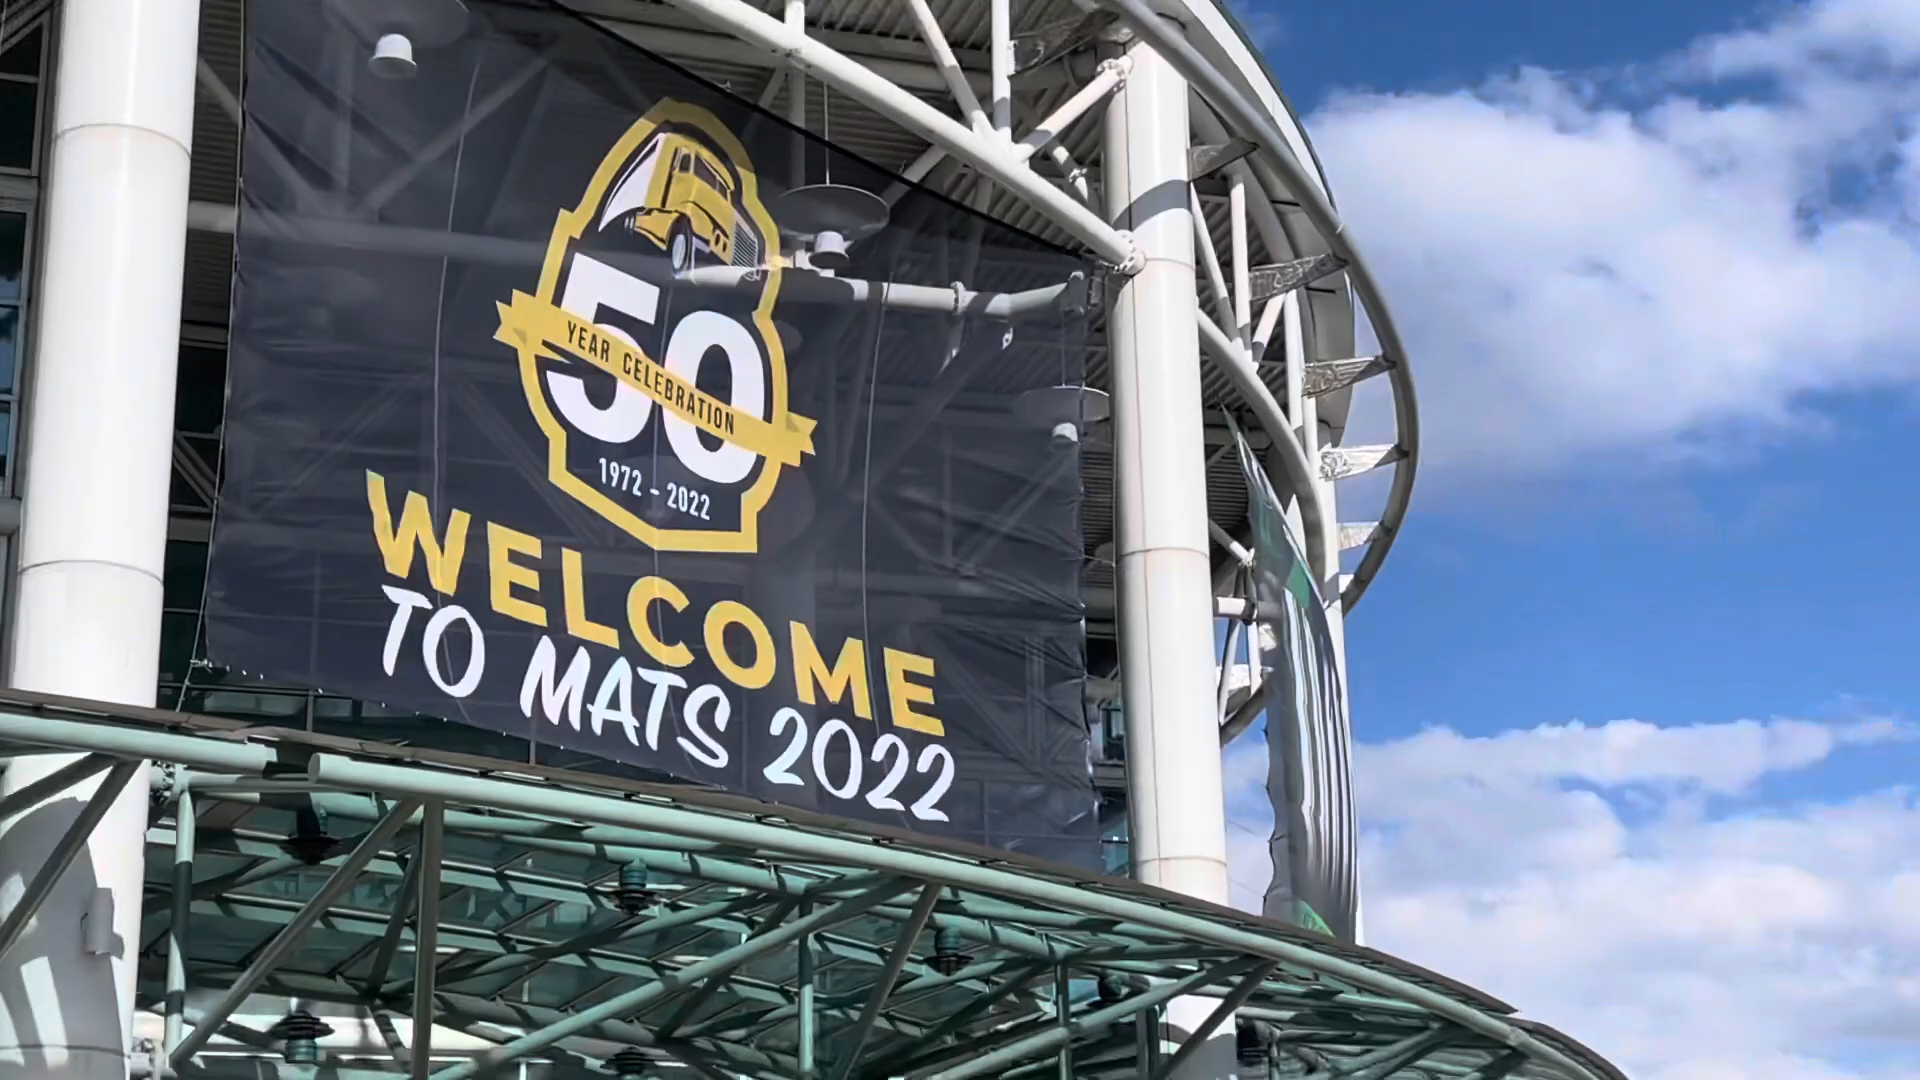 50
YEAR CELEBRATION
1972 - 2022
WELCOME
TO MATS 2022